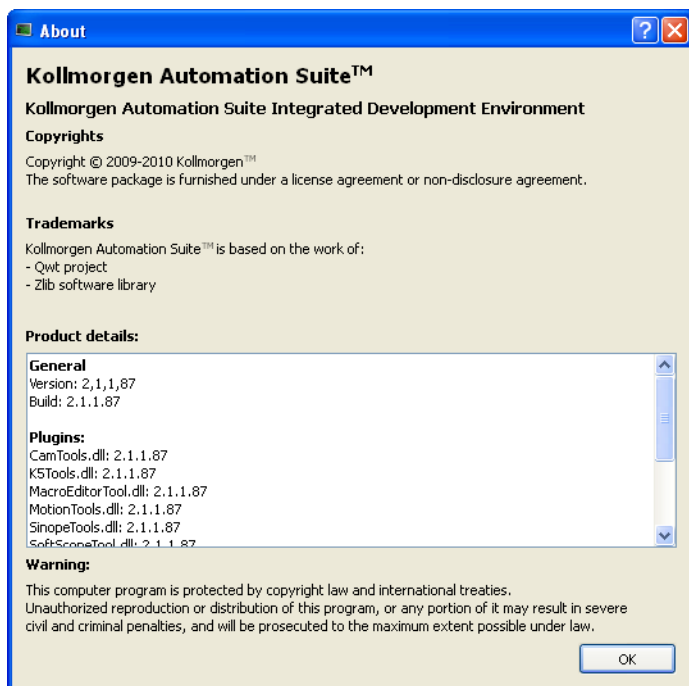 About
Kollmorgen Automation Suite™
Kollmorgen Automation Suite Integrated Development Environment
Copyrights
Copyright © 2009-2010 Kollmorgen™
The software package is furnished under a license agreement or non-disclosure agreement.
Trademarks
Kollmorgen Automation Suite™ is based on the work of:
- Qwt project
- Zlib software library
Product details:
General
Version: 2,1,1,87
Build: 2.1.1.87
Plugins:
CamTools.dll: 2.1.1.87
K5Tools.dll: 2.1.1.87
MacroEditorTool.dll: 2.1.1.87
MotionTools.dll: 2.1.1.87
SinopeTools.dll: 2.1.1.87
SoftScopeTool.dll: 2.1.1.87
Warning:
This computer program is protected by copyright law and international treaties.
Unauthorized reproduction or distribution of this program, or any portion of it may result in severe
civil and criminal penalties, and will be prosecuted to the maximum extent possible under law.
OK